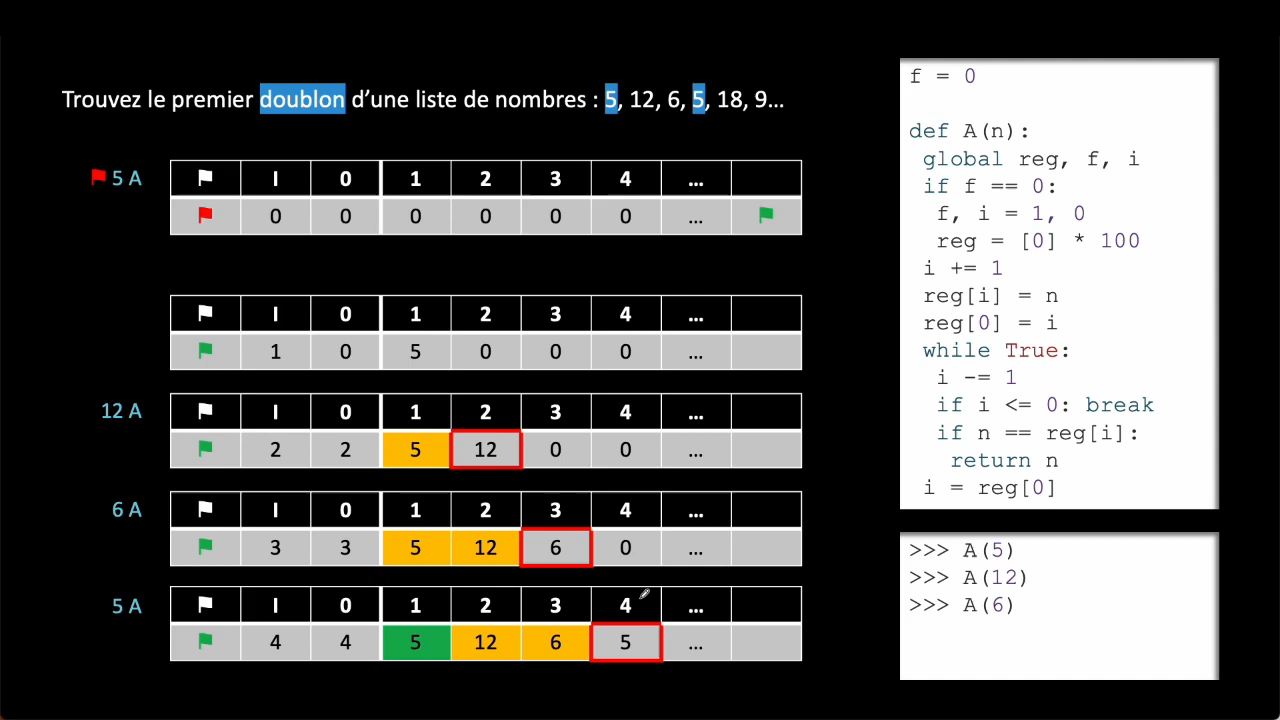 Trouvez le premier doublon d’une liste de nombres : 5, 12, 6, 5, 18, 9…
5 A
I 0 1 2 3 4 …
0 0 0 0 0 0 …
I 0 1 2 3 4 …
1 0 5 0 0 0 …
12 A
I 0 1 2 3 4 …
2 2 5 12 0 0 …
6 A
I 0 1 2 3 4 …
3 3 5 12 6 0 …
5 A
I 0 1 2 3 4 …
4 4 5 12 6 5 …
f = 0
def A(n):
global reg, f, i
if f == 0:
f, i = 1, 0
reg = [0] * 100
i += 1
reg[i] = n
reg[0] = i
while True:
i -= 1
if i <= 0: break
if n == reg[i]:
return n
i = reg[0]
>>> A(5)
>>> A(12)
>>> A(6)